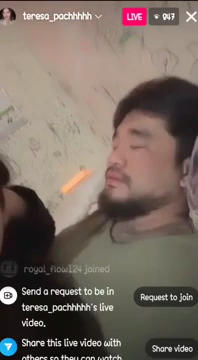 teresa_pachhhhh
LIVE
947
royal_flow124 joined
Send a request to be in
teresa_pachhhhh's live
video.
Request to join
Share this live video with
others so they can watch
Share video